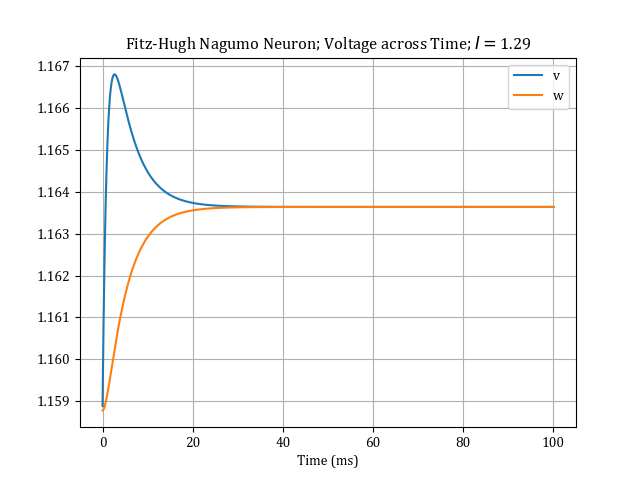 Fitz-Hugh Nagumo Neuron; Voltage across Time; I = 1.29
1.167
1.166
1.165
1.164
1.163
1.162
1.161
1.160
1.159
v
w
0 20 40 60 80 100
Time (ms)